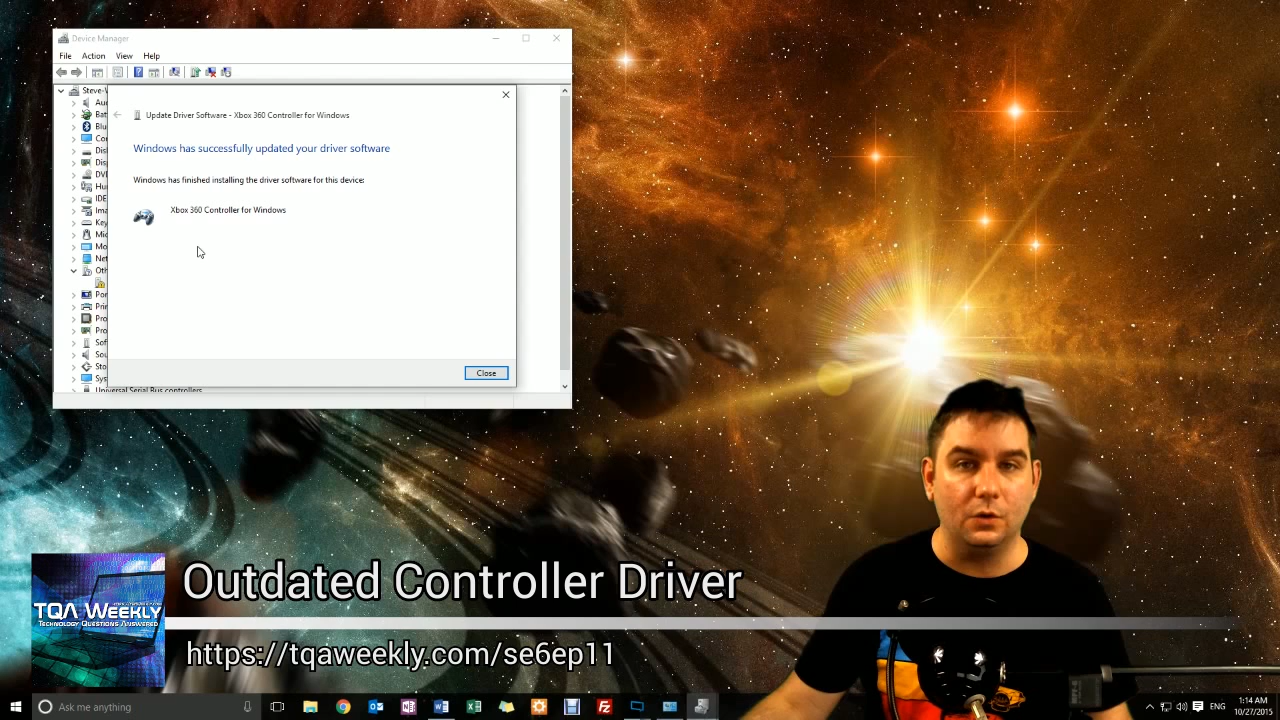 Device Manager
File Action View Help
Steve-
Update Driver Software - Xbox 360 Controller for Windows
Windows has successfully updated your driver software
Windows has finished installing the driver software for this device:
Xbox 360 Controller for Windows
Close
Universal Serial Bus controllers
Outdated Controller Driver
TQA Weekly
Technology Questions Answered
https://tqaweekly.com/se6ep11
Ask me anything
ENG
1:14 AM
10/27/2015